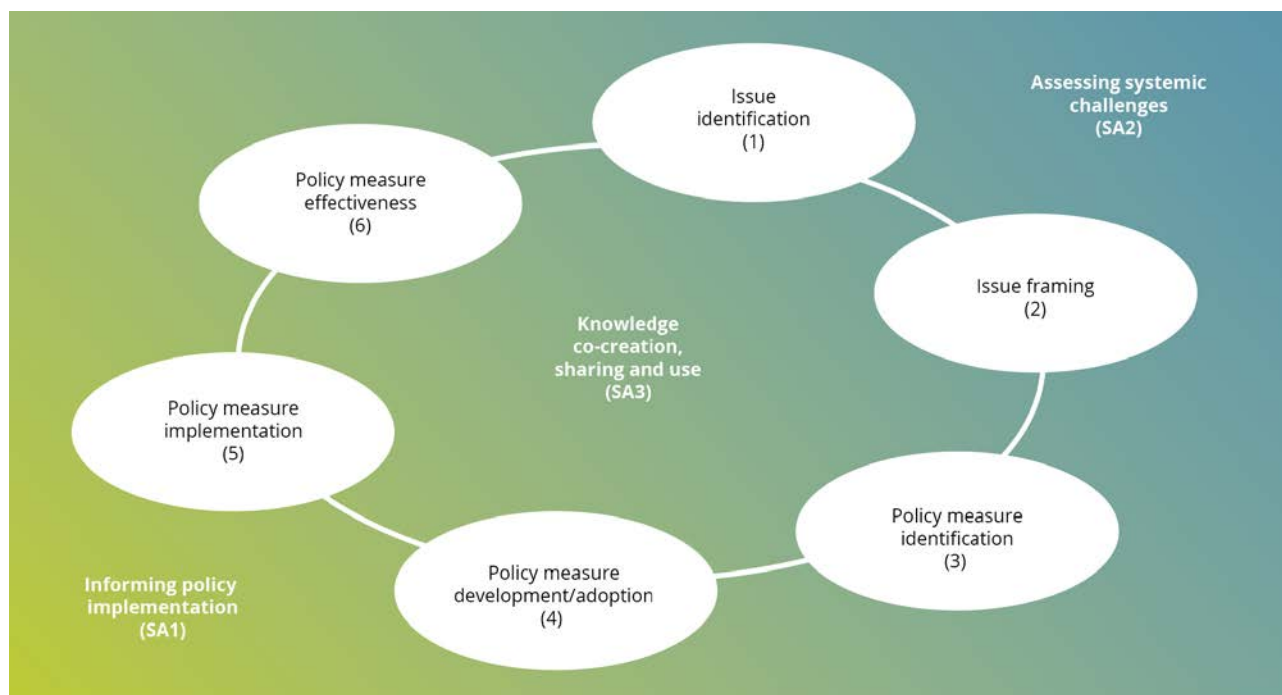 Issue
identification
(1)
Assessing systemic
challenges
(SA2)
Policy measure
effectiveness
(6)
Issue framing
(2)
Knowledge
co-creation,
sharing and use
(SA3)
Policy measure
implementation
(5)
Policy measure
identification
(3)
Policy measure
development/adoption
(4)
Informing policy
implementation
(SA1)